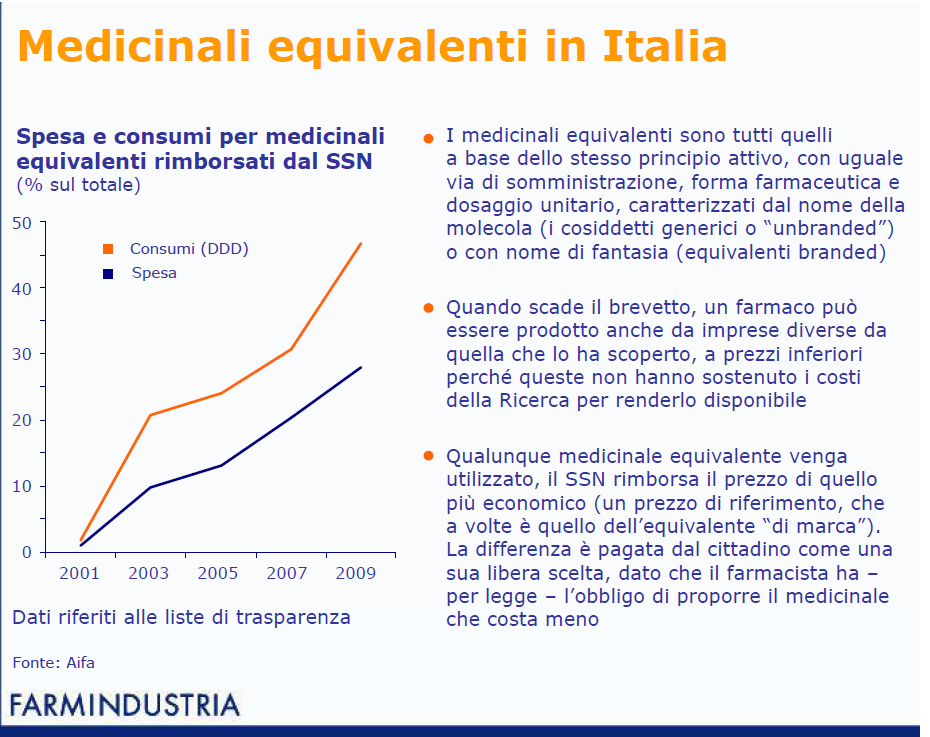 Medicinali equivalenti in Italia
Spesa e consumi per medicinali
equivalenti rimborsati dal SSN
(% sul totale)
50
40
30
20
10
0
Consumi (DDD)
Spesa
2001 2003 2005 2007 2009
Dati riferiti alle liste di trasparenza
Fonte: Aifa
I medicinali equivalenti sono tutti quelli
a base dello stesso principio attivo, con uguale
via di somministrazione, forma farmaceutica e
dosaggio unitario, caratterizzati dal nome della
molecola (i cosiddetti generici o “unbranded”)
o con nome di fantasia (equivalenti branded)
Quando scade il brevetto, un farmaco può
essere prodotto anche da imprese diverse da
quella che lo ha scoperto, a prezzi inferiori
perché queste non hanno sostenuto i costi
della Ricerca per renderlo disponibile
Qualunque medicinale equivalente venga
utilizzato, il SSN rimborsa il prezzo di quello
più economico (un prezzo di riferimento, che
a volte è quello dell’equivalente “di marca”).
La differenza è pagata dal cittadino come una
sua libera scelta, dato che il farmacista ha –
per legge – l’obbligo di proporre il medicinale
che costa meno
FARMINDUSTRIA